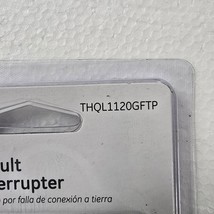 THQL1120GFTP
ult
errupter
por falla de conexión a tierra